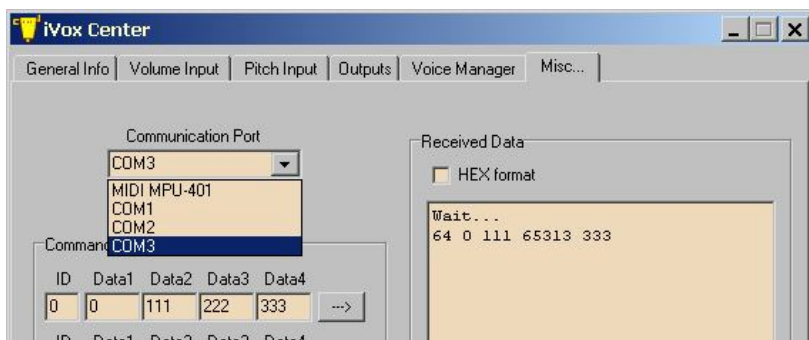 iVox Center
General Info Volume Input Pitch Input Outputs Voice Manager Misc...
Communication Port
COM3
MIDI MPU-401
COM1
COM2
COM3
Command
ID Data1 Data2 Data3 Data4
0 0 111 222 333 --->
ID Data1 Data2 Data3 Data4
Received Data
HEX format
Wait...
64 0 111 65313 333